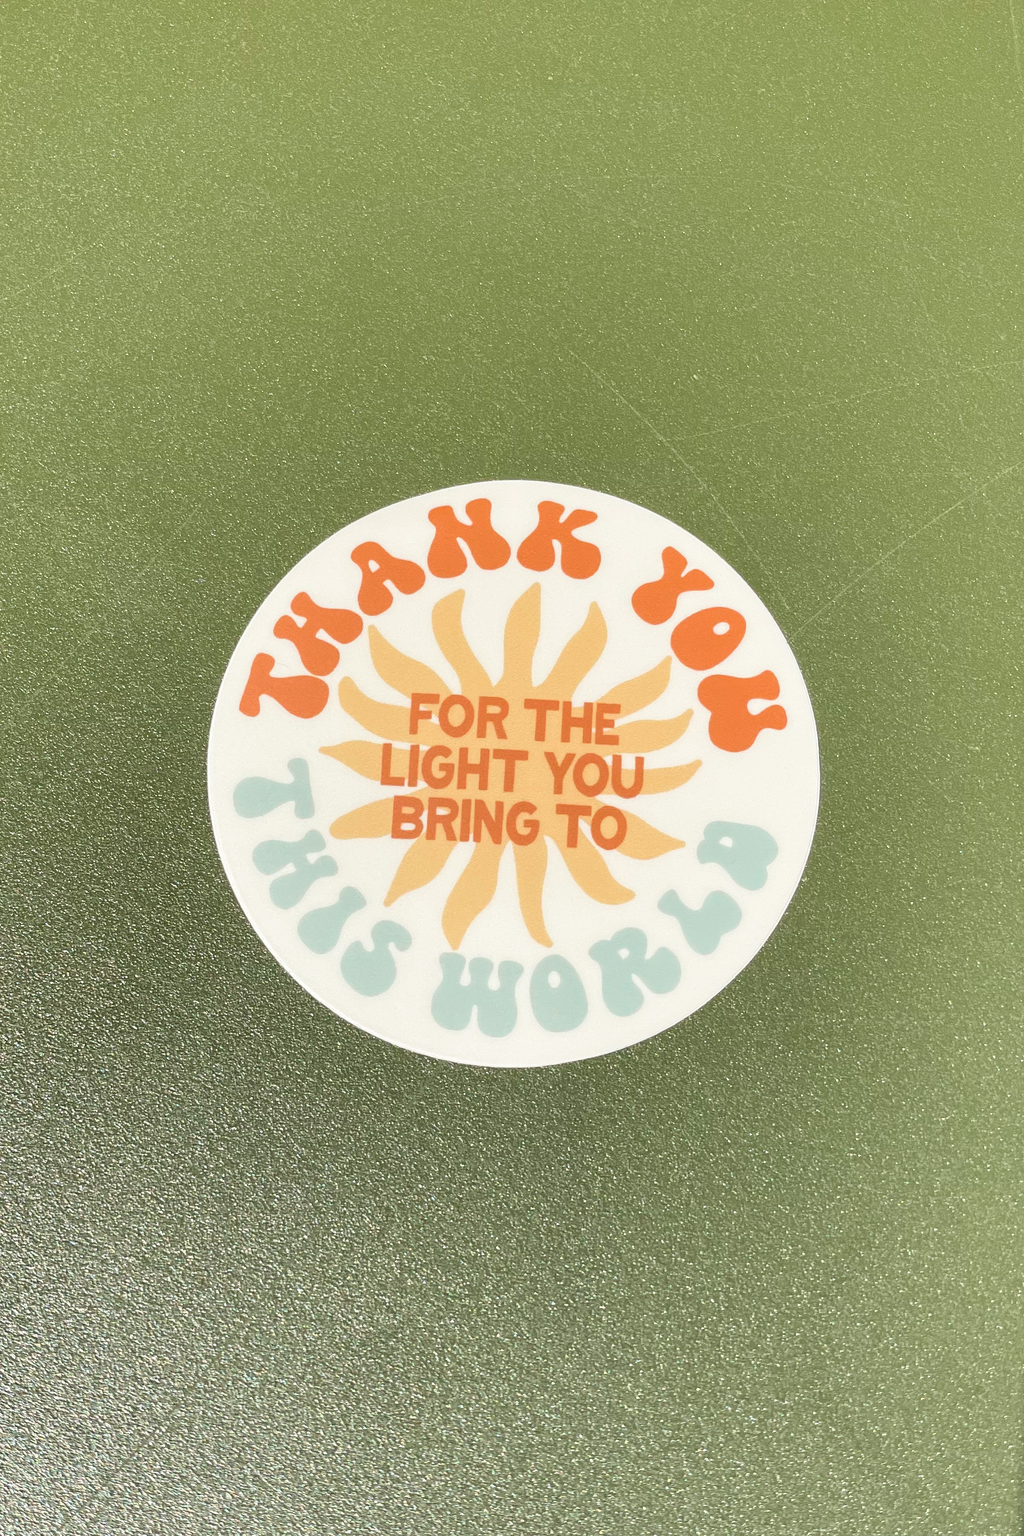 THANK YOU
FOR THE
LIGHT YOU
BRING TO
THIS WORLD